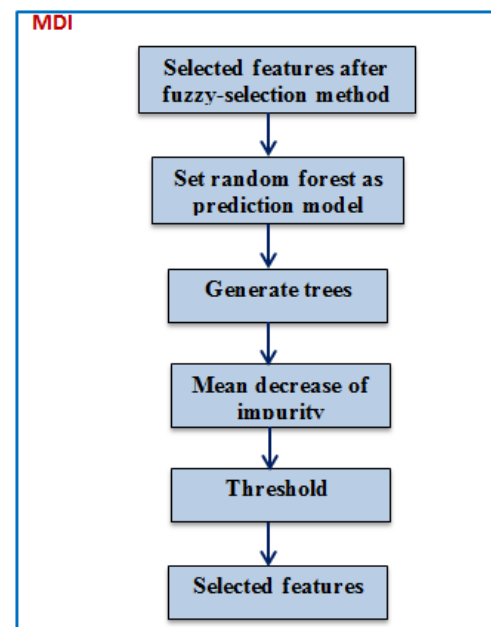 MDI
Selected features after
fuzzy-selection method
Set random forest as
prediction model
Generate trees
Mean decrease of
impurity
Threshold
Selected features